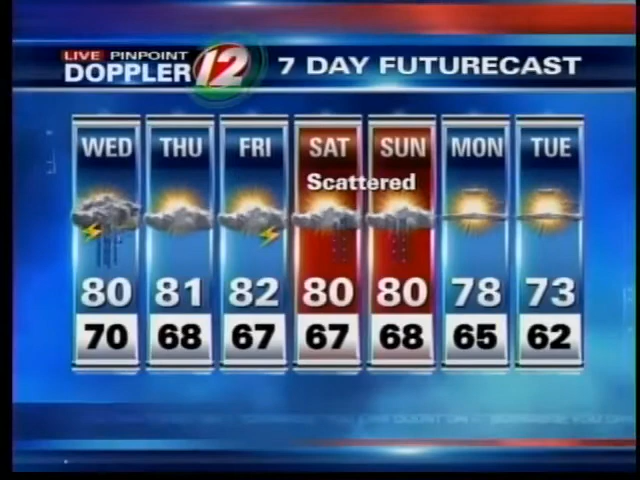 LIVE PINPOINT
DOPPLER 12 7 DAY FUTURECAST
WED THU FRI SAT SUN MON TUE
Scattered
80 81 82 80 80 78 73
70 68 67 67 68 65 62